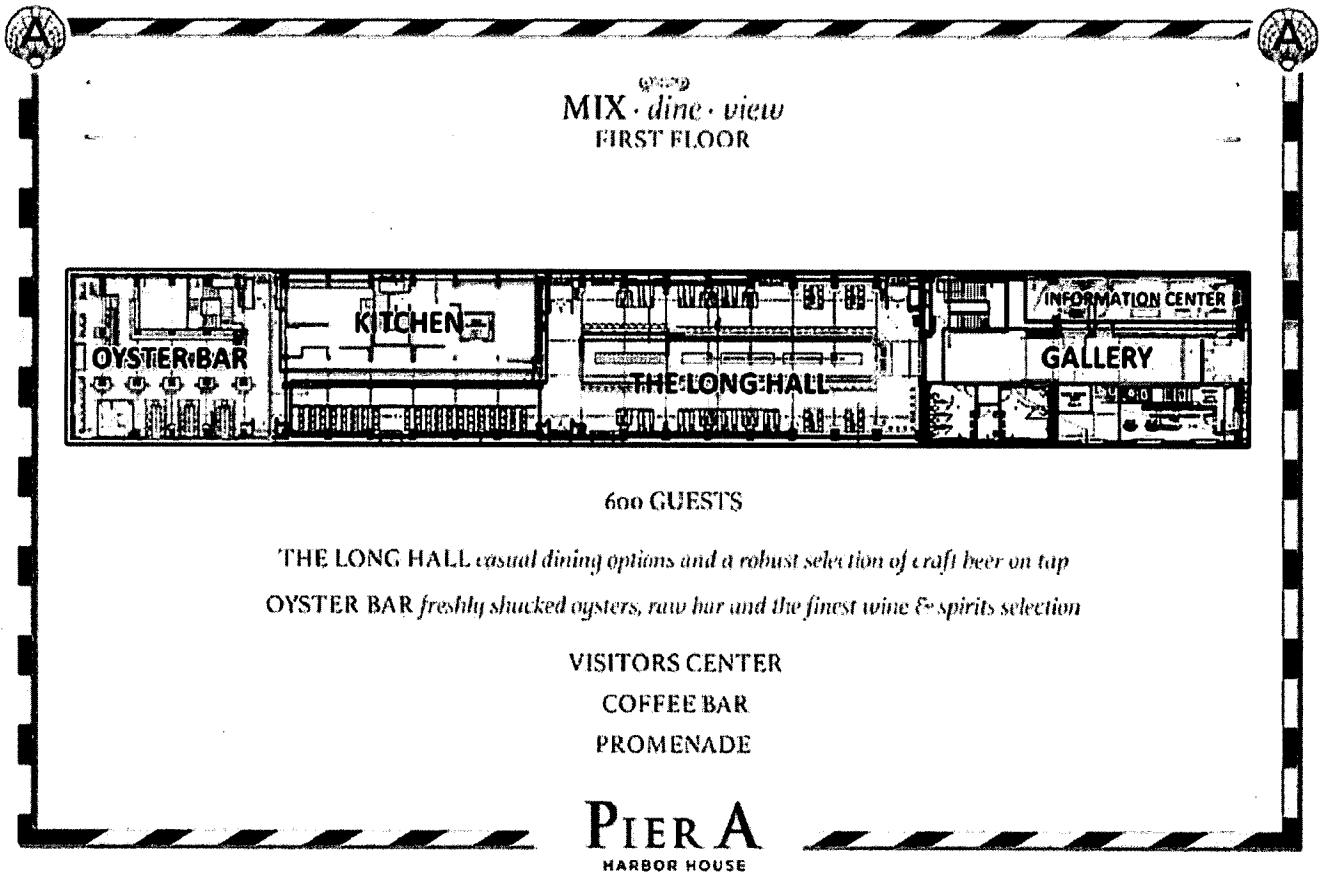 A
A
MIX · dine · view
FIRST FLOOR
INFORMATION CENTER
KITCHEN
OYSTER BAR
GALLERY
THE LONG HALL
600 GUESTS
THE LONG HALL casual dining options and a robust selection of craft beer on tap
OYSTER BAR freshly shucked oysters, raw bar and the finest wine & spirits selection
VISITORS CENTER
COFFEE BAR
PROMENADE
PIER A
HARBOR HOUSE